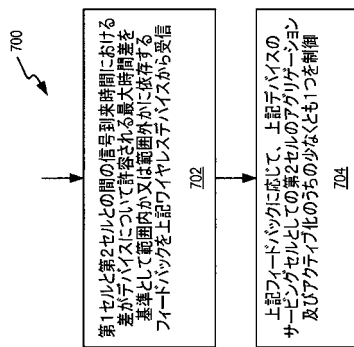 700
第1セルと第2セルとの間の信号到来時間における
差がデバイスについて許容される最大時間差を
基準として範囲内か又は範囲外かに依存する
フィードバックを上記ワイヤレスデバイスから受信
702
上記フィードバックに応じて、上記デバイスの
サービングセルとしての第2セルのアグリゲーション
及びアクティブ化のうちの少なくとも1つを制御
704